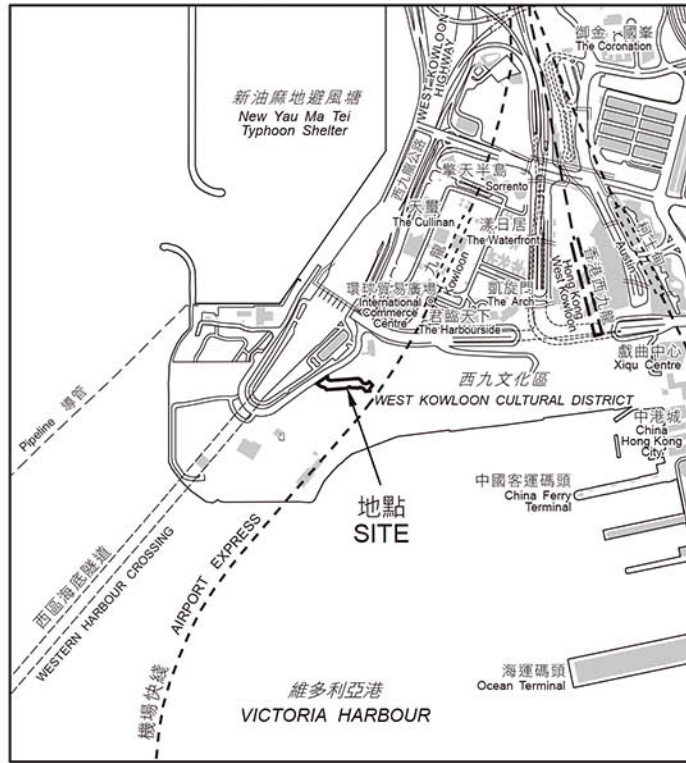 御金·國峯
The Coronation
WEST KOWLOON
HIGHWAY
新油麻地避風塘
New Yau Ma Tei
Typhoon Shelter
西九龍公路
擎天半島
Sorrento
天璽
The Cullinan
漾日居
The Waterfront
九龍
Kowloon
柯士甸
Austin
香港西九龍
Hong Kong
West Kowloon
環球貿易廣場
International
Commerce
Centre
凱旋門
The Arch
君臨天下
The Harbourside
戲曲中心
Xiqu Centre
西九文化區
WEST KOWLOON CULTURAL DISTRICT
Pipeline 導管
中港城
China
Hong Kong
City
中國客運碼頭
China Ferry
Terminal
地點
SITE
西區海底隧道
WESTERN HARBOUR CROSSING
機場快綫
AIRPORT EXPRESS
海運碼頭
Ocean Terminal
維多利亞港
VICTORIA HARBOUR